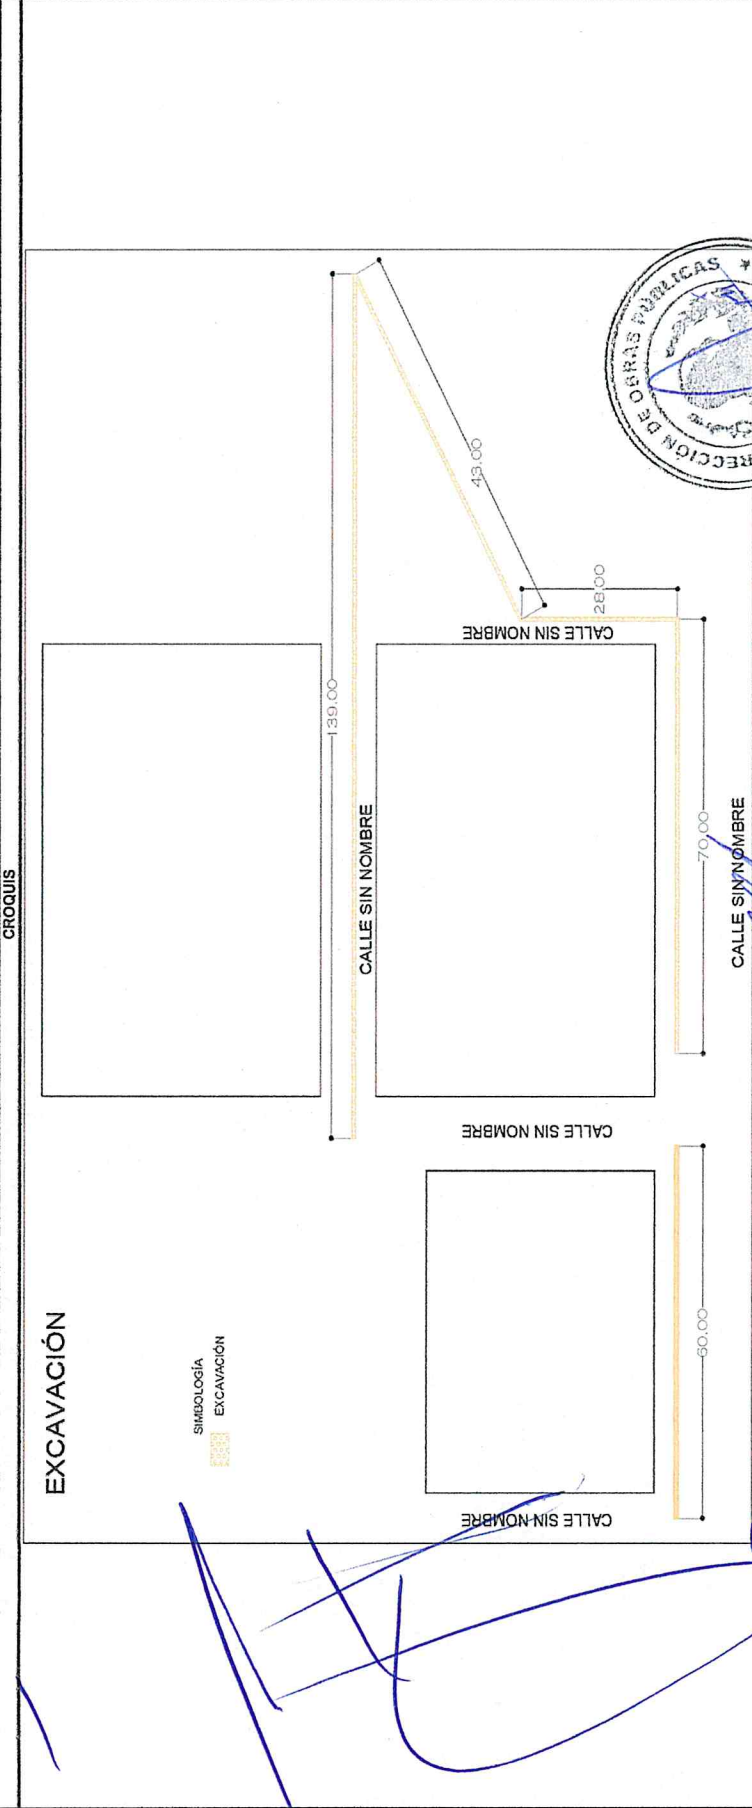 CROQUIS
EXCAVACIÓN
SIMBOLOGÍA
EXCAVACIÓN
139.00
CALLE SIN NOMBRE
43.00
28.00
CALLE SIN NOMBRE
CALLE SIN NOMBRE
CALLE SIN NOMBRE
60.00
70.00
CALLE SIN NOMBRE
RECCIÓN DE OBRAS PÚBLICAS